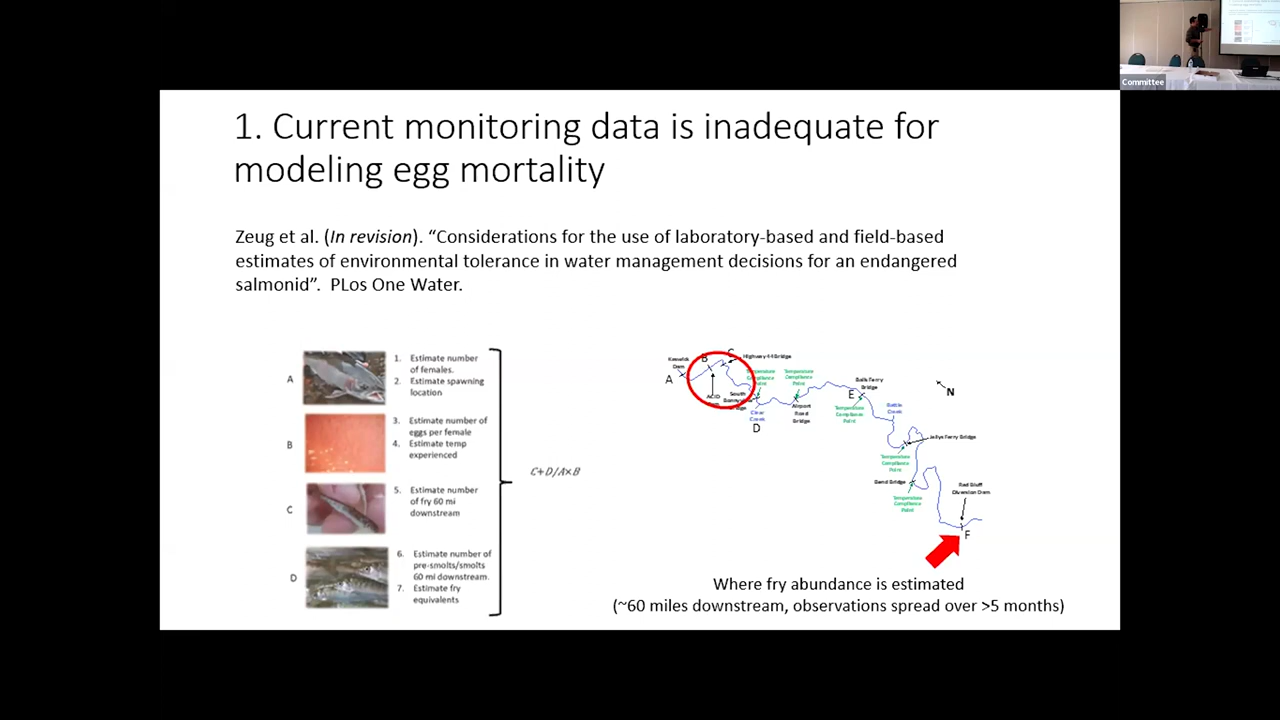 Committee
1. Current monitoring data is inadequate for
modeling egg mortality
Zeug et al. (In revision). “Considerations for the use of laboratory-based and field-based
estimates of environmental tolerance in water management decisions for an endangered
salmonid”. PLos One Water.
A
1. Estimate number
of females.
2. Estimate spawning
location
B
3. Estimate number of
eggs per female
4. Estimate temp
experienced
C
5. Estimate number
of fry 60 mi
downstream
D
6. Estimate number of
pre-smolts/smolts
60 mi downstream.
7. Estimate fry
equivalents
C+D/A×B
Keswick
Dam
A
B
C
Highway 44 Bridge
ACID
South
Temperature
Compliance
Point
Clear
Creek
D
Temperature
Compliance
Point
Airport
Road
Bridge
Balls Ferry
Bridge
E
Temperature
Compliance
Point
Battle
Creek
Jellys Ferry Bridge
Temperature
Compliance
Point
Bend Bridge
Temperature
Compliance
Point
Red Bluff
Diversion Dam
F
N
Where fry abundance is estimated
(~60 miles downstream, observations spread over >5 months)